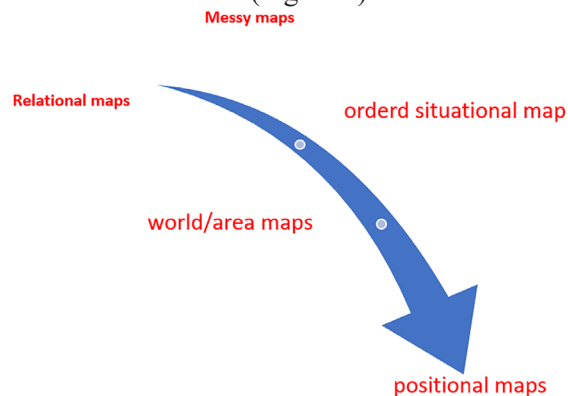 Messy maps
Relational maps
orderd situational map
world/area maps
positional maps